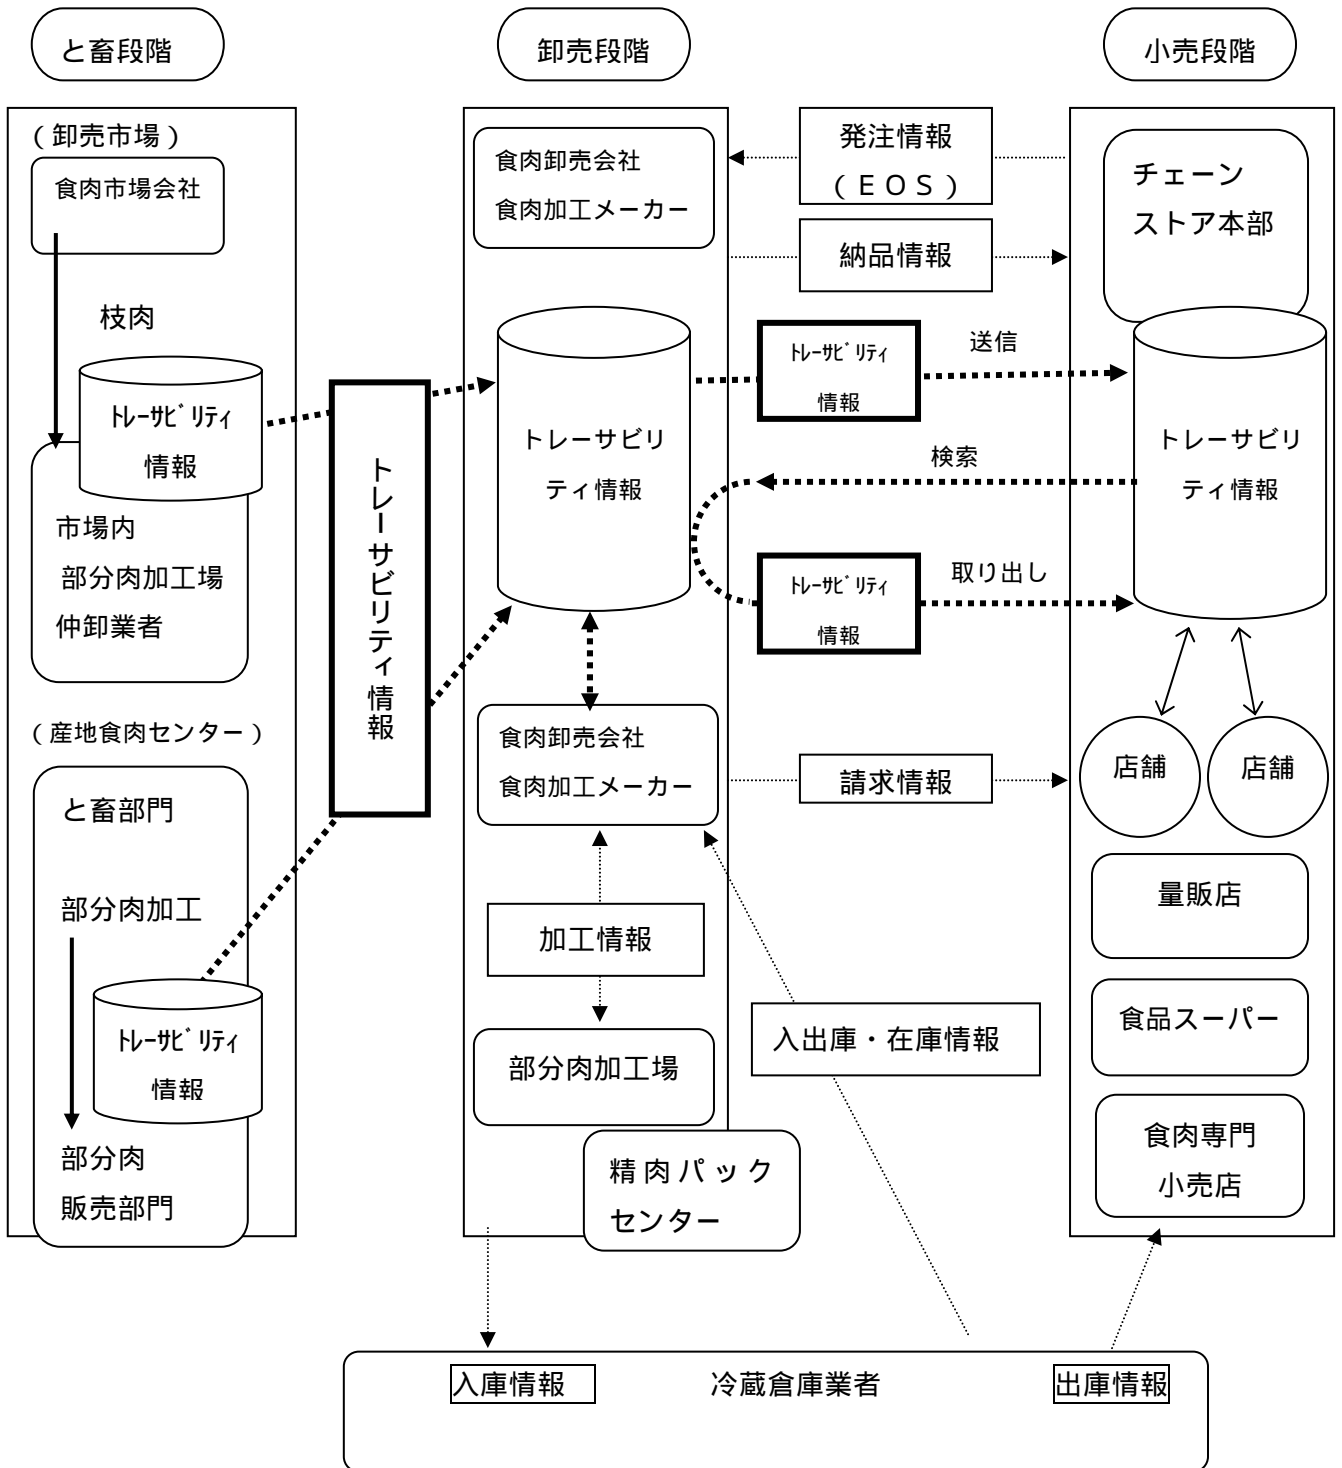 と畜段階
卸売段階
小売段階
（卸売市場）
食肉市場会社
枝肉
ﾄﾚｰｻﾋﾞﾘﾃｨ
情報
市場内
部分肉加工場
仲卸業者
（産地食肉センター）
と畜部門
部分肉加工
ﾄﾚｰｻﾋﾞﾘﾃｨ
情報
部分肉
販売部門
トレーサビリティ情報
食肉卸売会社
食肉加工メーカー
トレーサビリ
ティ情報
食肉卸売会社
食肉加工メーカー
加工情報
部分肉加工場
精肉パック
センター
発注情報
（ＥＯＳ）
納品情報
ﾄﾚｰｻﾋﾞﾘﾃｨ
情報
送信
検索
ﾄﾚｰｻﾋﾞﾘﾃｨ
情報
取り出し
請求情報
入出庫・在庫情報
チェーン
ストア本部
トレーサビリ
ティ情報
店舗
店舗
量販店
食品スーパー
食肉専門
小売店
入庫情報
冷蔵倉庫業者
出庫情報